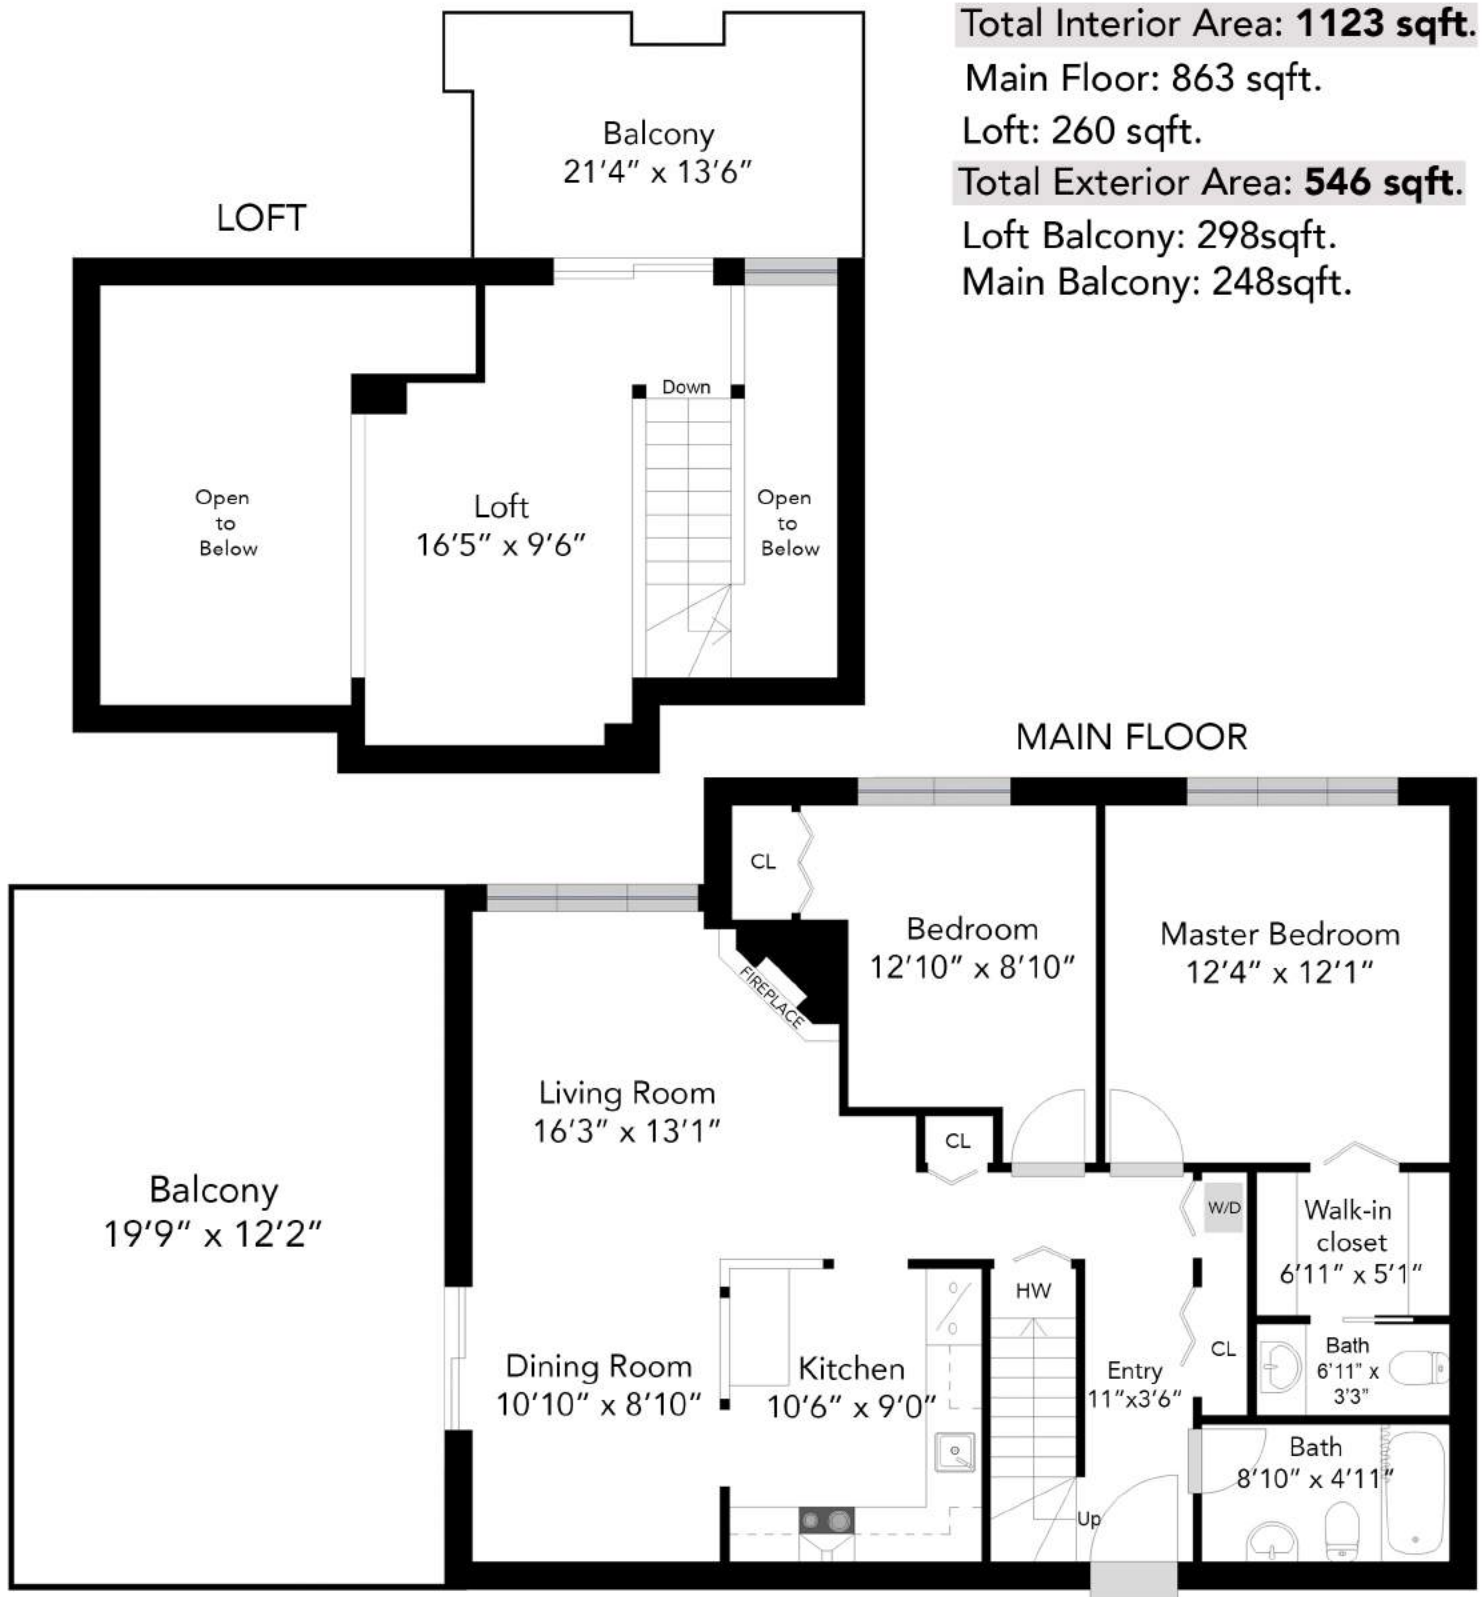 Total Interior Area: 1123 sqft.
Main Floor: 863 sqft.
Loft: 260 sqft.
Total Exterior Area: 546 sqft.
Loft Balcony: 298sqft.
Main Balcony: 248sqft.
LOFT
Balcony
21'4" x 13'6"
Down
Open
to
Below
Loft
16'5" x 9'6"
Open
to
Below
MAIN FLOOR
CL
Bedroom
12'10" x 8'10"
Master Bedroom
12'4" x 12'1"
FIREPLACE
Living Room
16'3" x 13'1"
CL
Balcony
19'9" x 12'2"
W/D
Walk-in
closet
6'11" x 5'1"
HW
Dining Room
10'10" x 8'10"
Kitchen
10'6" x 9'0"
Entry
11"x3'6"
CL
Bath
6'11" x
3'3"
Bath
8'10" x 4'11"
Up